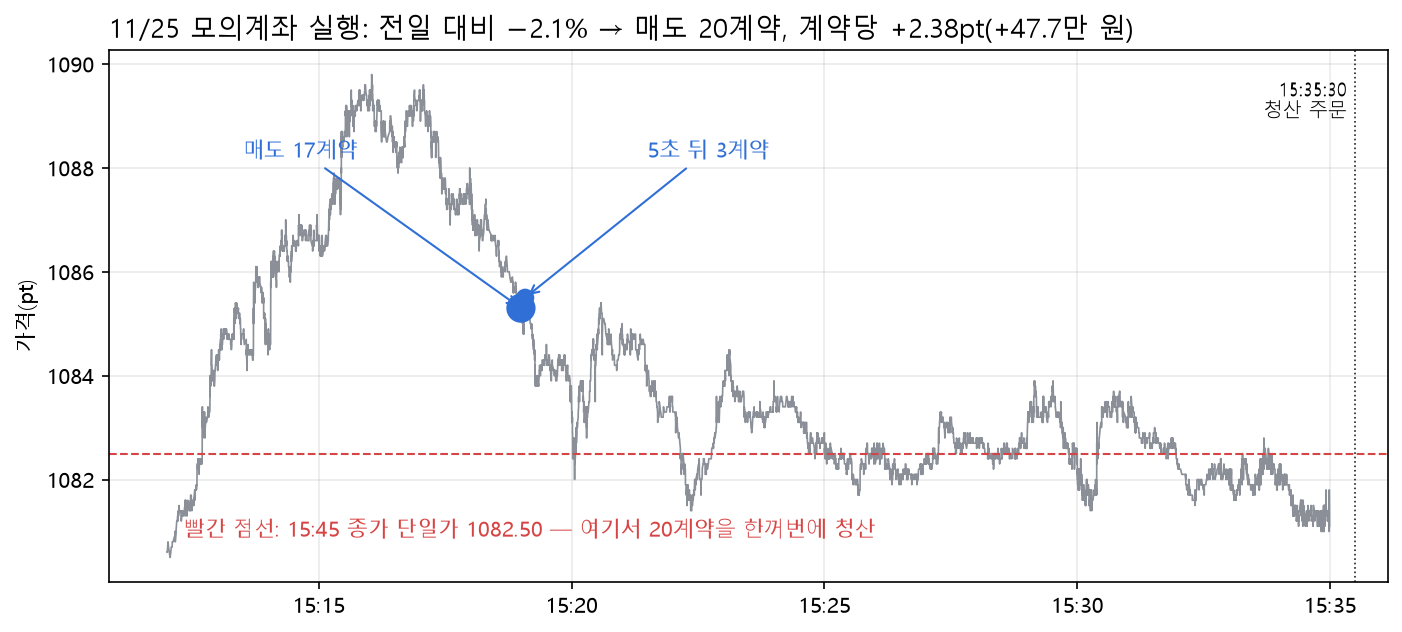 11/25 모의계좌 실행: 전일 대비 −2.1% → 매도 20계약, 계약당 +2.38pt(+47.7만 원)
가격(pt)
1090
1088
1086
1084
1082
15:35:30
청산 주문
매도 17계약
5초 뒤 3계약
빨간 점선: 15:45 종가 단일가 1082.50 — 여기서 20계약을 한꺼번에 청산
15:15
15:20
15:25
15:30
15:35